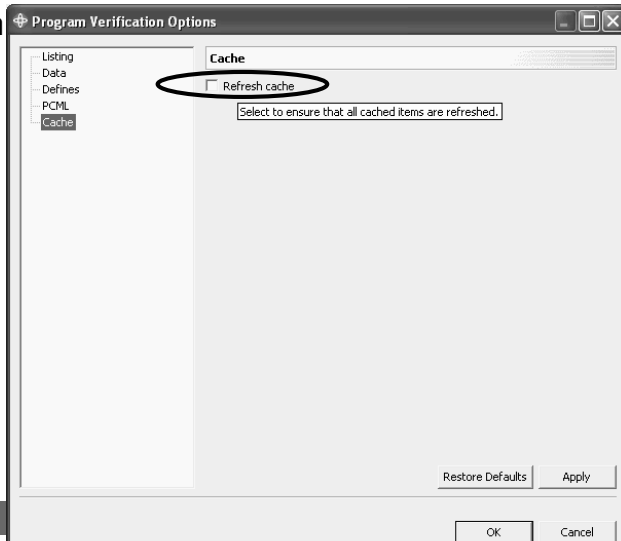 Program Verification Options
Listing
Data
Defines
PCML
Cache
Cache
Refresh cache
Select to ensure that all cached items are refreshed.
Restore Defaults
Apply
OK
Cancel